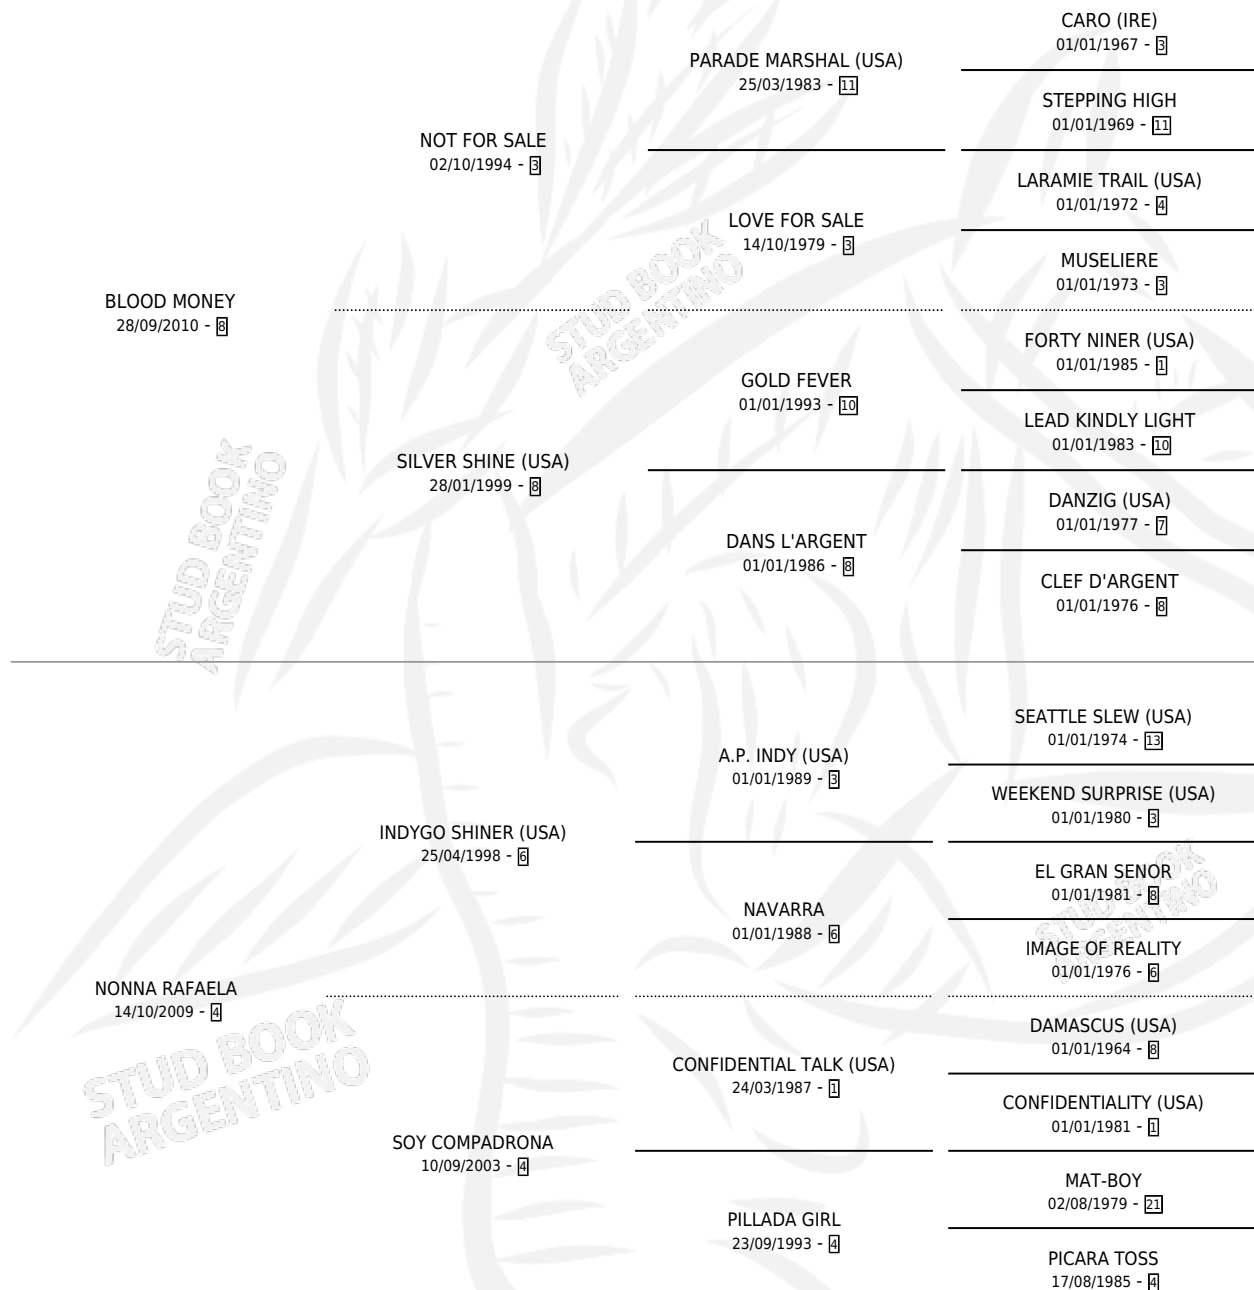 CARO (IRE)
01/01/1967 - 3
PARADE MARSHAL (USA)
25/03/1983 - 11
STEPPING HIGH
01/01/1969 - 11
NOT FOR SALE
02/10/1994 - 3
LARAMIE TRAIL (USA)
01/01/1972 - 4
LOVE FOR SALE
14/10/1979 - 3
MUSELIERE
01/01/1973 - 3
BLOOD MONEY
28/09/2010 - 8
STUD BOOK
ARGENTINO
FORTY NINER (USA)
01/01/1985 - 1
GOLD FEVER
01/01/1993 - 10
LEAD KINDLY LIGHT
01/01/1983 - 10
SILVER SHINE (USA)
28/01/1999 - 8
DANZIG (USA)
01/01/1977 - 7
DANS L'ARGENT
01/01/1986 - 8
CLEF D'ARGENT
01/01/1976 - 8
STUD BOOK
ARGENTINO
SEATTLE SLEW (USA)
01/01/1974 - 13
A.P. INDY (USA)
01/01/1989 - 3
WEEKEND SURPRISE (USA)
01/01/1980 - 3
INDYGO SHINER (USA)
25/04/1998 - 6
EL GRAN SENOR
01/01/1981 - 8
NAVARRA
01/01/1988 - 6
IMAGE OF REALITY
01/01/1976 - 6
STUD BOOK
ARGENTINO
NONNA RAFAELA
14/10/2009 - 4
DAMASCUS (USA)
01/01/1964 - 8
CONFIDENTIAL TALK (USA)
24/03/1987 - 1
CONFIDENTIALITY (USA)
01/01/1981 - 1
STUD BOOK
ARGENTINO
SOY COMPADRONA
10/09/2003 - 4
MAT-BOY
02/08/1979 - 21
PILLADA GIRL
23/09/1993 - 4
PICARA TOSS
17/08/1985 - 4